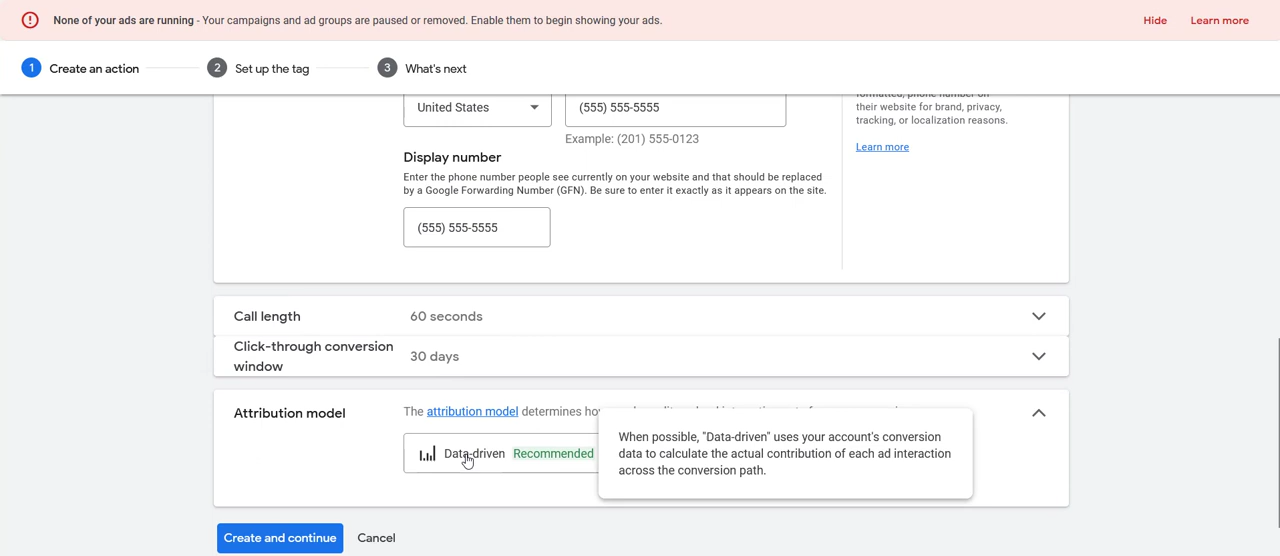 None of your ads are running - Your campaigns and ad groups are paused or removed. Enable them to begin showing your ads.
Hide
Learn more
1 Create an action
2 Set up the tag
3 What's next
United States
(555) 555-5555
Example: (201) 555-0123
formatted, phone number on
their website for brand, privacy,
tracking, or localization reasons.
Learn more
Display number
Enter the phone number people see currently on your website and that should be replaced
by a Google Forwarding Number (GFN). Be sure to enter it exactly as it appears on the site.
(555) 555-5555
Call length
60 seconds
Click-through conversion
window
30 days
Attribution model
The attribution model determines
Data-driven Recommended
When possible, "Data-driven" uses your account's conversion
data to calculate the actual contribution of each ad interaction
across the conversion path.
Create and continue
Cancel